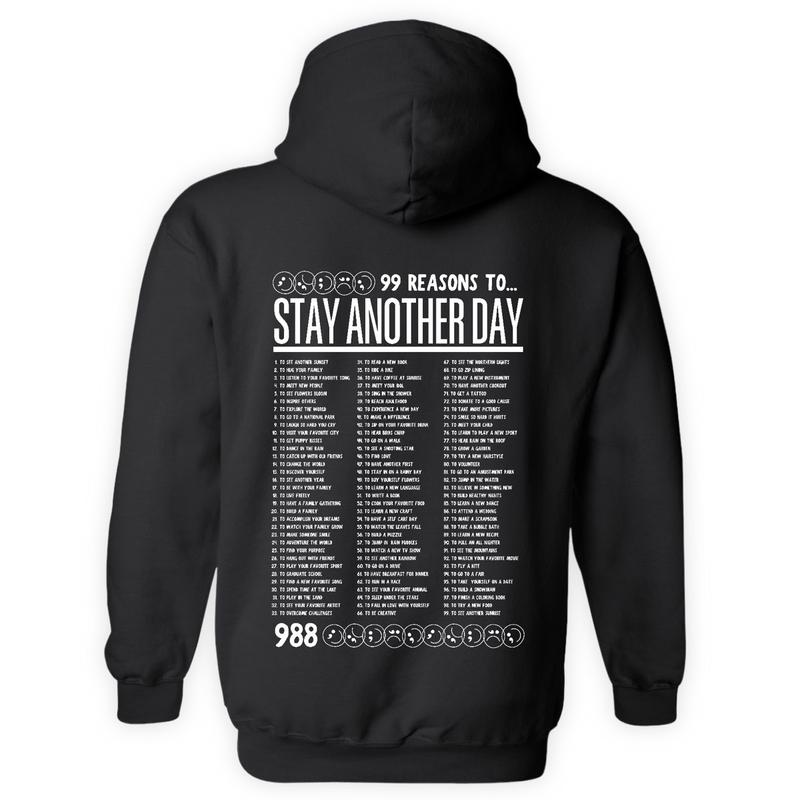 99 REASONS TO...
STAY ANOTHER DAY
1. TO SEE ANOTHER SUNSET
2. TO HUG YOUR FAMILY
3. TO LISTEN TO YOUR FAVORITE SONG
4. TO MEET NEW PEOPLE
5. TO SEE FLOWERS BLOOM
6. TO INSPIRE OTHERS
7. TO EXPLORE THE WORLD
8. TO GO TO A NATIONAL PARK
9. TO LAUGH SO HARD YOU CRY
10. TO VISIT YOUR FAVORITE CITY
11. TO GET PUPPY KISSES
12. TO DANCE IN THE RAIN
13. TO CATCH UP WITH OLD FRIENDS
14. TO CHANGE THE WORLD
15. TO DISCOVER YOURSELF
16. TO SEE ANOTHER YEAR
17. TO BE WITH YOUR FAMILY
18. TO LIVE FREELY
19. TO HAVE A FAMILY GATHERING
20. TO BUILD A FAMILY
21. TO ACCOMPLISH YOUR DREAMS
22. TO WATCH YOUR FAMILY GROW
23. TO MAKE SOMEONE SMILE
24. TO ADVENTURE THE WORLD
25. TO FIND YOUR PURPOSE
26. TO HANG OUT WITH FRIENDS
27. TO PLAY YOUR FAVORITE SPORT
28. TO GRADUATE SCHOOL
29. TO FIND A NEW FAVORITE SONG
30. TO SPEND TIME AT THE LAKE
31. TO PLAY IN THE SAND
32. TO SEE YOUR FAVORITE ARTIST
33. TO OVERCOME CHALLENGES
34. TO READ A NEW BOOK
35. TO RIDE A BIKE
36. TO HAVE COFFEE AT SUNRISE
37. TO MEET YOUR IDOL
38. TO SING IN THE SHOWER
39. TO REACH ADULTHOOD
40. TO EXPERIENCE A NEW DAY
41. TO MAKE A DIFFERENCE
42. TO SIP ON YOUR FAVORITE DRINK
43. TO HEAR BIRDS CHIRP
44. TO GO ON A WALK
45. TO SEE A SHOOTING STAR
46. TO FIND LOVE
47. TO HAVE ANOTHER FIRST
48. TO STAY IN ON A RAINY DAY
49. TO BUY YOURSELF FLOWERS
50. TO LEARN A NEW LANGUAGE
51. TO WRITE A BOOK
52. TO COOK YOUR FAVORITE FOOD
53. TO LEARN A NEW CRAFT
54. TO HAVE A SELF CARE DAY
55. TO WATCH THE LEAVES FALL
56. TO BUILD A PUZZLE
57. TO JUMP IN RAIN PUDDLES
58. TO WATCH A NEW TV SHOW
59. TO SEE ANOTHER RAINBOW
60. TO GO ON A DRIVE
61. TO HAVE BREAKFAST FOR DINNER
62. TO RUN IN A RACE
63. TO SEE YOUR FAVORITE ANIMAL
64. TO SLEEP UNDER THE STARS
65. TO FALL IN LOVE WITH YOURSELF
66. TO BE CREATIVE
67. TO SEE THE NORTHERN LIGHTS
68. TO GO ZIP LINING
69. TO PLAY A NEW INSTRUMENT
70. TO HAVE ANOTHER COOKOUT
71. TO GET A TATTOO
72. TO DONATE TO A GOOD CAUSE
73. TO TAKE MORE PICTURES
74. TO SMILE SO HARD IT HURTS
75. TO MEET YOUR CHILD
76. TO LEARN TO PLAY A NEW SPORT
77. TO HEAR RAIN ON THE ROOF
78. TO GROW A GARDEN
79. TO TRY A NEW HAIRSTYLE
80. TO VOLUNTEER
81. TO GO TO AN AMUSEMENT PARK
82. TO JUMP IN THE WATER
83. TO BELIEVE IN SOMETHING NEW
84. TO BUILD HEALTHY HABITS
85. TO LEARN A NEW DANCE
86. TO ATTEND A WEDDING
87. TO MAKE A SCRAPBOOK
88. TO TAKE A BUBBLE BATH
89. TO LEARN A NEW RECIPE
90. TO PULL AN ALL NIGHTER
91. TO SEE THE MOUNTAINS
92. TO WATCH YOUR FAVORITE MOVIE
93. TO FLY A KITE
94. TO GO TO A FAIR
95. TO TAKE YOURSELF ON A DATE
96. TO BUILD A SNOWMAN
97. TO FINISH A COLORING BOOK
98. TO TRY A NEW FOOD
99. TO SEE ANOTHER SUNRISE
988